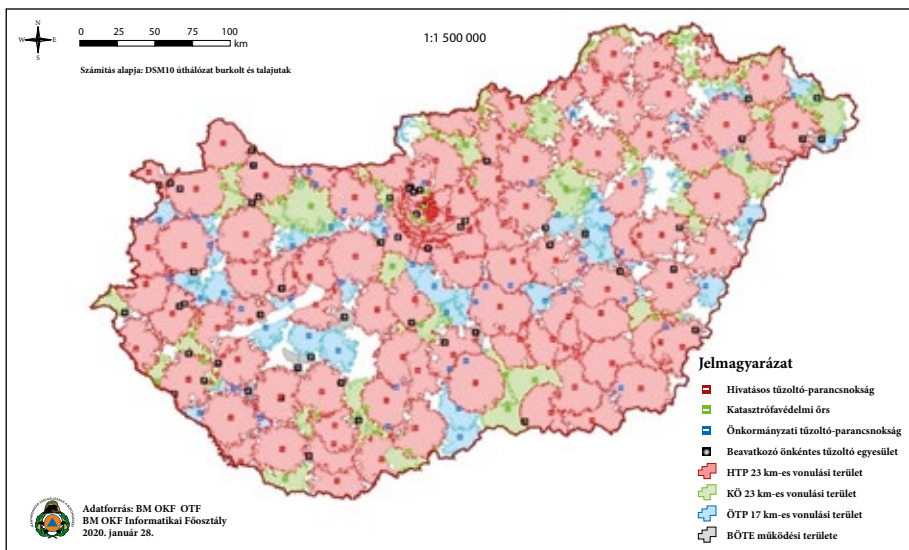 N
W E
S
0 25 50 75 100
km
1:1 500 000
Számítás alapja: DSM10 úthálózat burkolt és talajutak
Jelmagyarázat
Hivatásos tűzoltó-parancsnokság
Katasztrófavédelmi őrs
Önkormányzati tűzoltó-parancsnokság
Beavatkozó önkéntes tűzoltó egyesület
HTP 23 km-es vonulási terület
KÖ 23 km-es vonulási terület
ÖTP 17 km-es vonulási terület
BÖTE működési területe
Adatforrás: BM OKF OTF
BM OKF Informatikai Főosztály
2020. január 28.